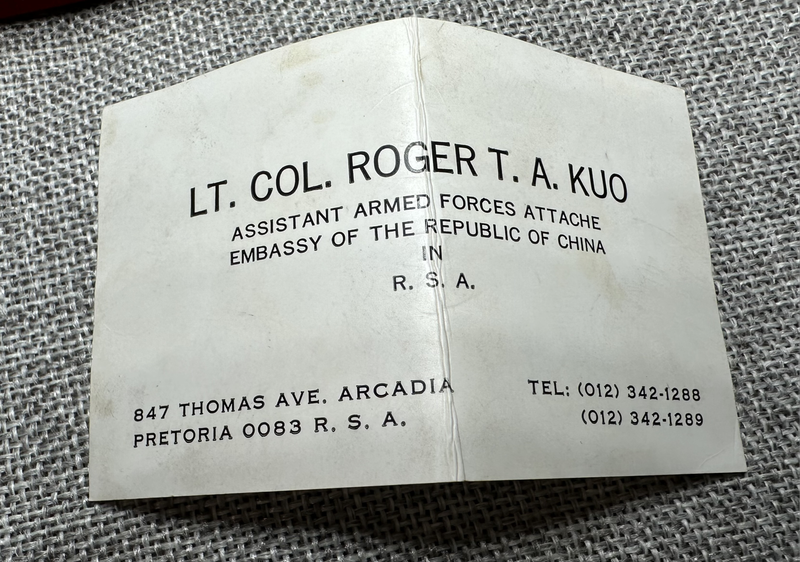 LT. COL. ROGER T. A. KUO
ASSISTANT ARMED FORCES ATTACHE
EMBASSY OF THE REPUBLIC OF CHINA
IN
R. S. A.
847 THOMAS AVE. ARCADIA
PRETORIA 0083 R. S. A.
TEL: (012) 342-1288
(012) 342-1289